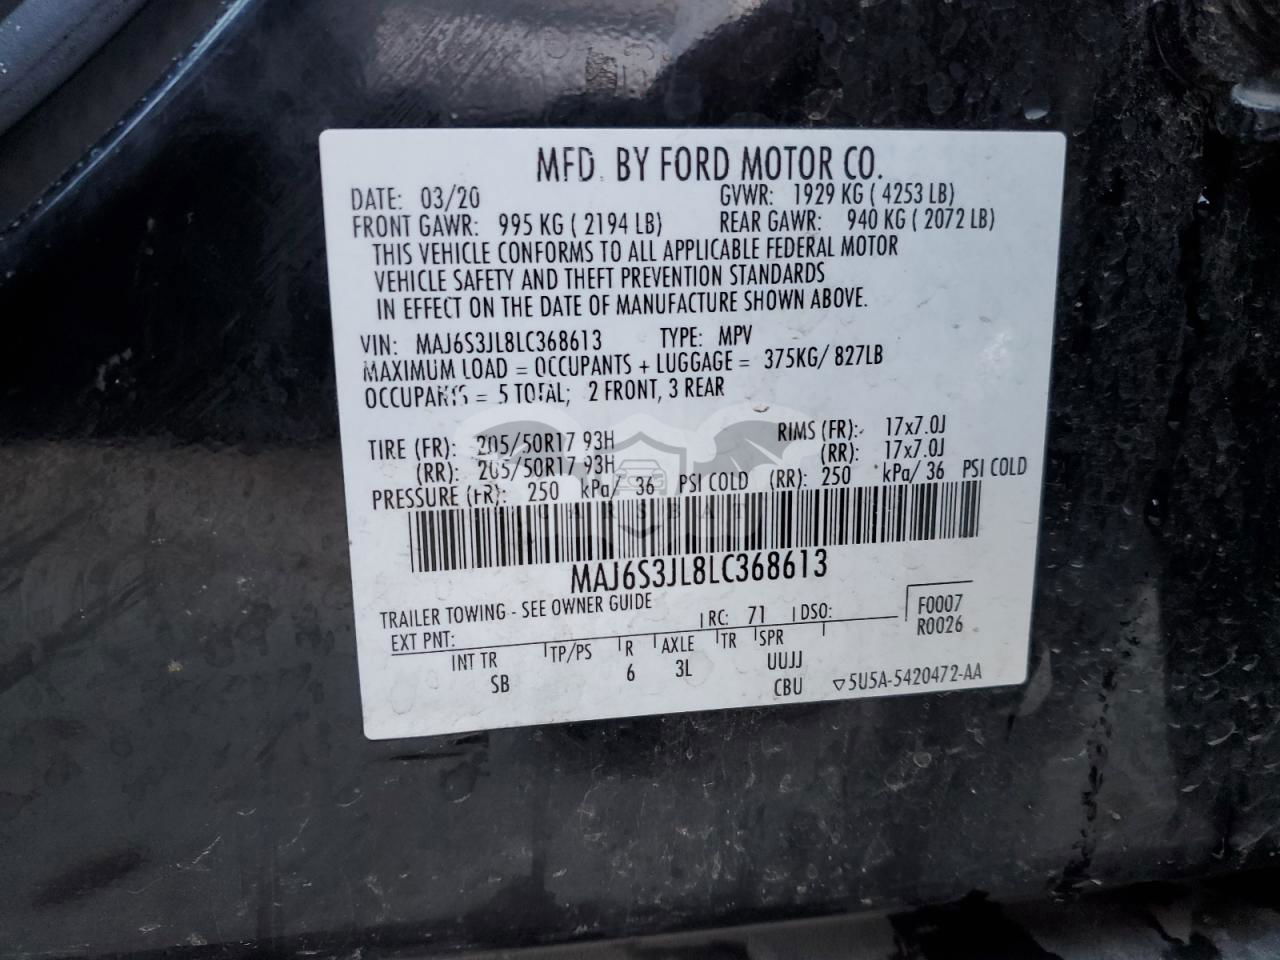 MFD. BY FORD MOTOR CO.
DATE: 03/20 GVWR: 1929 KG ( 4253 LB)
FRONT GAWR: 995 KG ( 2194 LB) REAR GAWR: 940 KG ( 2072 LB)
THIS VEHICLE CONFORMS TO ALL APPLICABLE FEDERAL MOTOR
VEHICLE SAFETY AND THEFT PREVENTION STANDARDS
IN EFFECT ON THE DATE OF MANUFACTURE SHOWN ABOVE.
VIN: MAJ6S3JL8LC368613 TYPE: MPV
MAXIMUM LOAD = OCCUPANTS + LUGGAGE = 375KG/ 827LB
OCCUPANTS = 5 TOTAL; 2 FRONT, 3 REAR
TIRE (FR): 205/50R17 93H RIMS (FR): 17x7.0J
(RR): 205/50R17 93H (RR): 17x7.0J
PRESSURE (FR): 250 kPa/ 36 PSI COLD (RR): 250 kPa/ 36 PSI COLD
CARSBAT
MAJ6S3JL8LC368613
TRAILER TOWING - SEE OWNER GUIDE
EXT PNT: RC: 71 DSO: F0007
R0026
INT TR TP/PS R AXLE TR SPR
SB 6 3L UUJJ
CBU ▽5U5A-5420472-AA